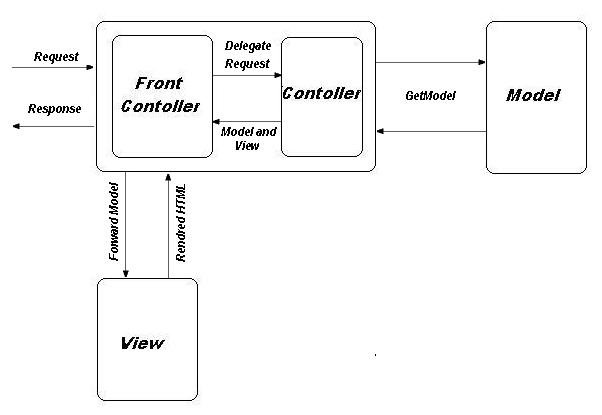 Request
Response
Front
Contoller
Delegate
Request
Model and
View
Contoller
GetModel
Model
Forward Model
Rendred HTML
View